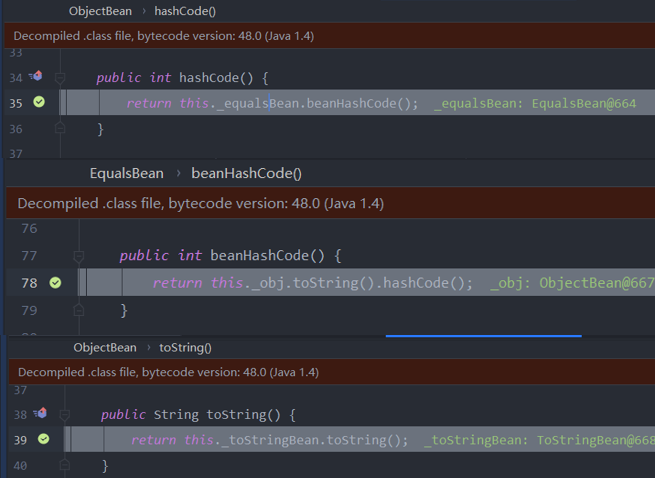 ObjectBean › hashCode()
Decompiled .class file, bytecode version: 48.0 (Java 1.4)
33
34 public int hashCode() {
35 return this._equalsBean.beanHashCode(); _equalsBean: EqualsBean@664
36 }
37
EqualsBean › beanHashCode()
Decompiled .class file, bytecode version: 48.0 (Java 1.4)
76
77 public int beanHashCode() {
78 return this._obj.toString().hashCode(); _obj: ObjectBean@667
79 }
ObjectBean › toString()
Decompiled .class file, bytecode version: 48.0 (Java 1.4)
37
38 public String toString() {
39 return this._toStringBean.toString(); _toStringBean: ToStringBean@668
40 }